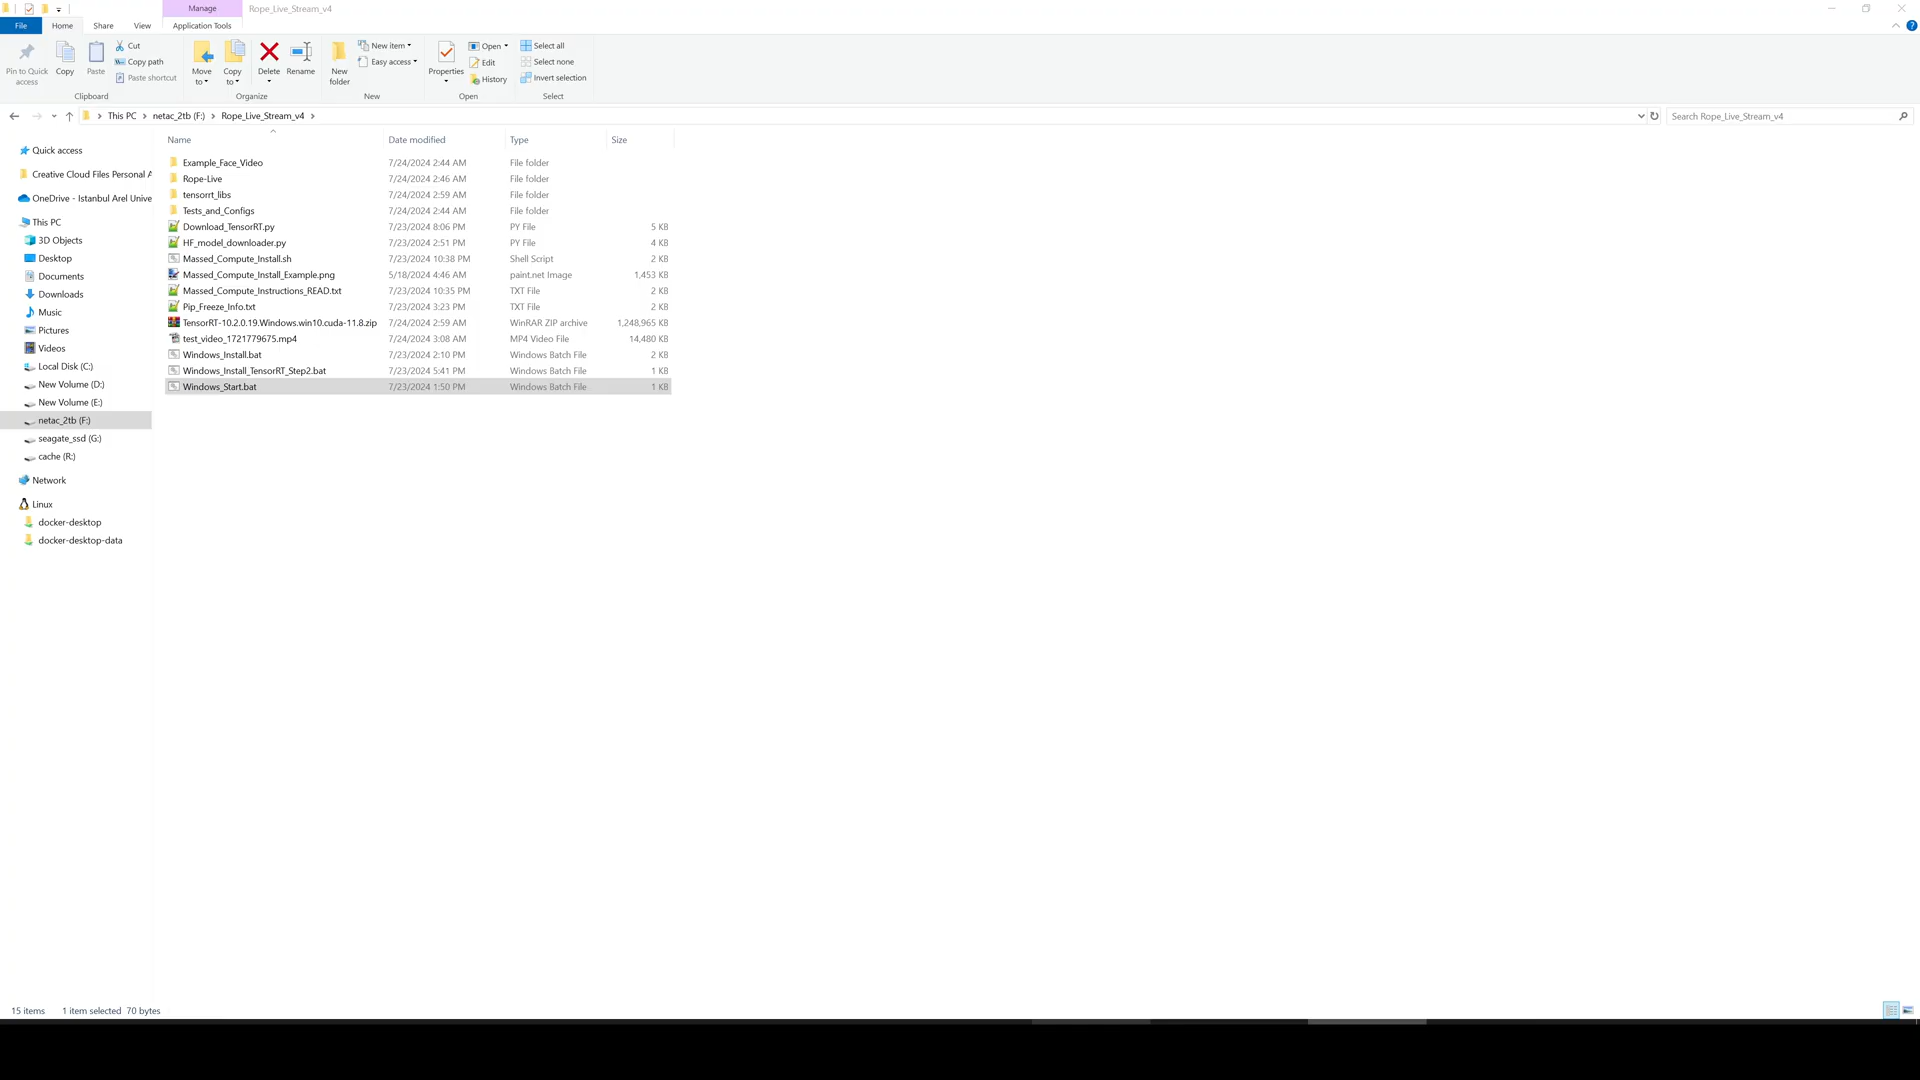 Manage
Rope_Live_Stream_v4
File
Home
Share
View
Application Tools
Pin to Quick access
Copy
Paste
Cut
Copy path
Paste shortcut
Clipboard
Move to
Copy to
Delete
Rename
Organize
New folder
New item
Easy access
New
Properties
Open
Edit
History
Open
Select all
Select none
Invert selection
Select
This PC
netac_2tb (F:)
Rope_Live_Stream_v4
Search Rope_Live_Stream_v4
Name Date modified Type Size
Example_Face_Video 7/24/2024 2:44 AM File folder
Rope-Live 7/24/2024 2:46 AM File folder
tensorrt_libs 7/24/2024 2:59 AM File folder
Tests_and_Configs 7/24/2024 2:44 AM File folder
Download_TensorRT.py 7/23/2024 8:06 PM PY File 5 KB
HF_model_downloader.py 7/23/2024 2:51 PM PY File 4 KB
Massed_Compute_Install.sh 7/23/2024 10:38 PM Shell Script 2 KB
Massed_Compute_Install_Example.png 5/18/2024 4:46 AM paint.net Image 1,453 KB
Massed_Compute_Instructions_READ.txt 7/23/2024 10:35 PM TXT File 2 KB
Pip_Freeze_Info.txt 7/23/2024 3:23 PM TXT File 2 KB
TensorRT-10.2.0.19.Windows.win10.cuda-11.8.zip 7/24/2024 2:59 AM WinRAR ZIP archive 1,248,965 KB
test_video_1721779675.mp4 7/24/2024 3:08 AM MP4 Video File 14,480 KB
Windows_Install.bat 7/23/2024 2:10 PM Windows Batch File 2 KB
Windows_Install_TensorRT_Step2.bat 7/23/2024 5:41 PM Windows Batch File 1 KB
Windows_Start.bat 7/23/2024 1:50 PM Windows Batch File 1 KB
Quick access
Creative Cloud Files Personal A
OneDrive - Istanbul Arel Unive
This PC
3D Objects
Desktop
Documents
Downloads
Music
Pictures
Videos
Local Disk (C:)
New Volume (D:)
New Volume (E:)
netac_2tb (F:)
seagate_ssd (G:)
cache (R:)
Network
Linux
docker-desktop
docker-desktop-data
15 items 1 item selected 70 bytes